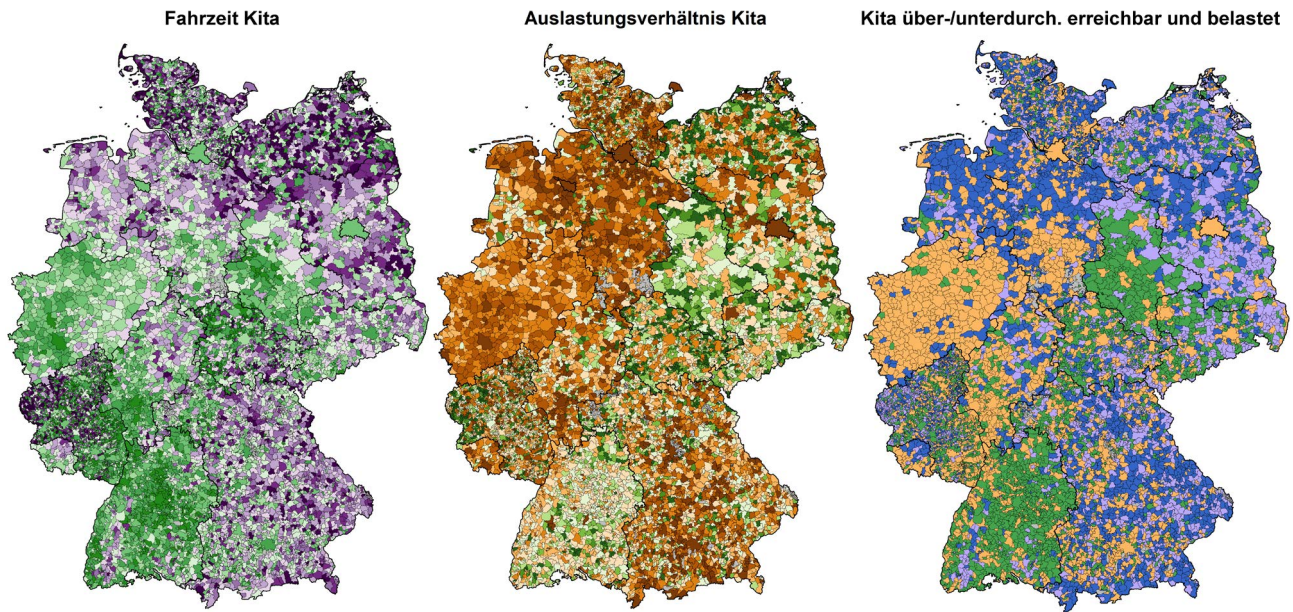 Fahrzeit Kita
Auslastungsverhältnis Kita
Kita über-/unterdurch. erreichbar und belastet